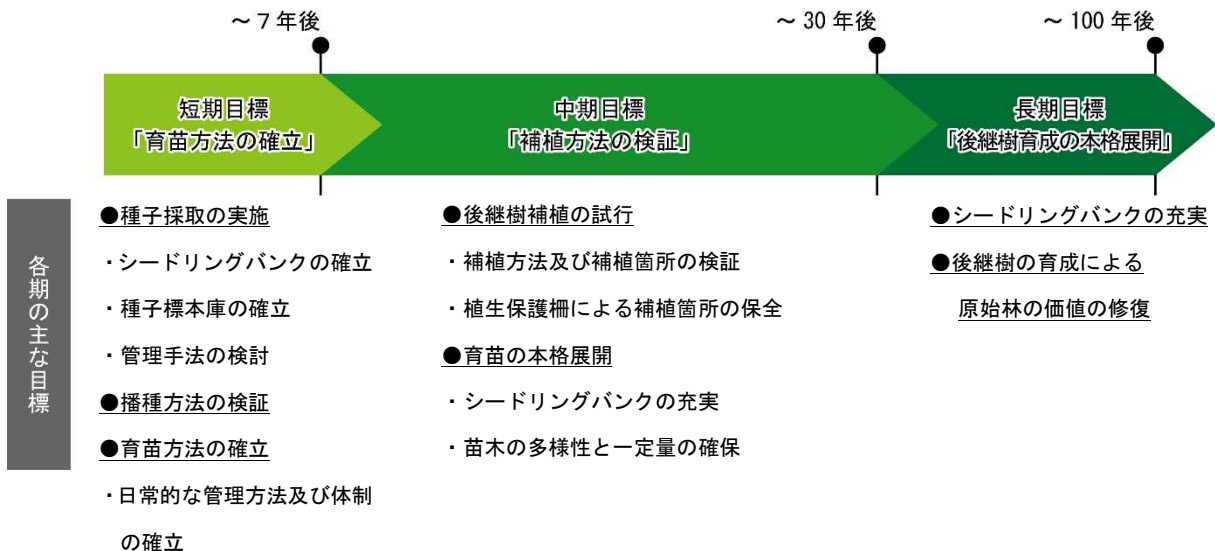 ～７年後
～30年後
～100年後
短期目標
「育苗方法の確立」
中期目標
「補植方法の検証」
長期目標
「後継樹育成の本格展開」
各期の主な目標
●種子採取の実施
・シードリングバンクの確立
・種子標本庫の確立
・管理手法の検討
●播種方法の検証
●育苗方法の確立
・日常的な管理方法及び体制
の確立
●後継樹補植の試行
・補植方法及び補植箇所の検証
・植生保護柵による補植箇所の保全
●育苗の本格展開
・シードリングバンクの充実
・苗木の多様性と一定量の確保
●シードリングバンクの充実
●後継樹の育成による
原始林の価値の修復